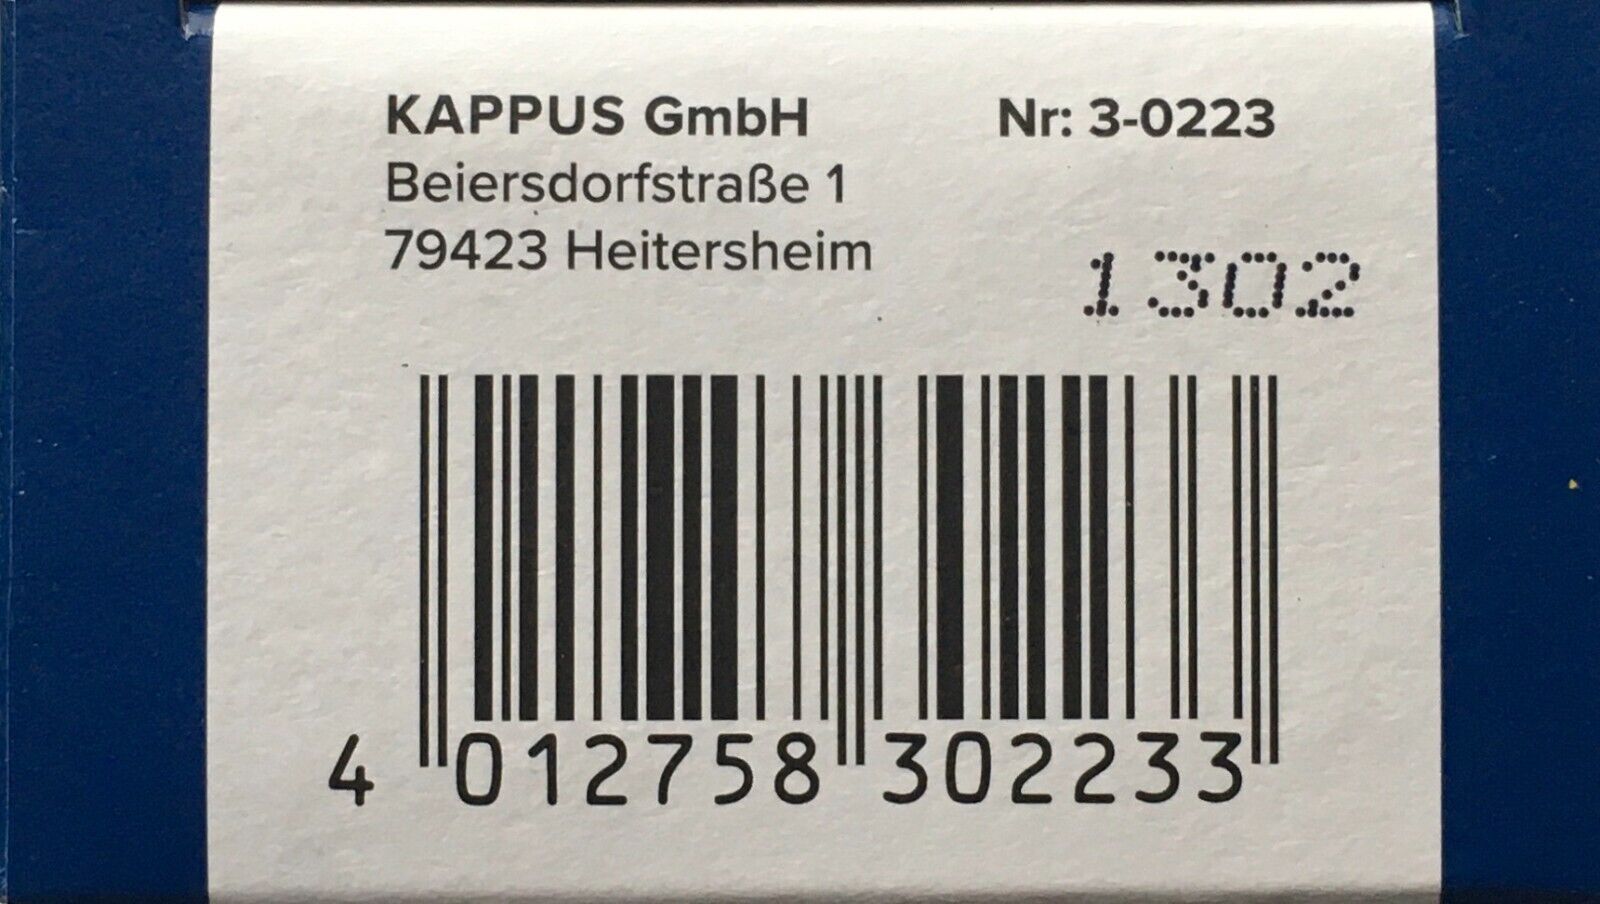 KAPPUS GmbH
Nr: 3-0223
Beiersdorfstraße 1
79423 Heitersheim
1302
4 012758 302233